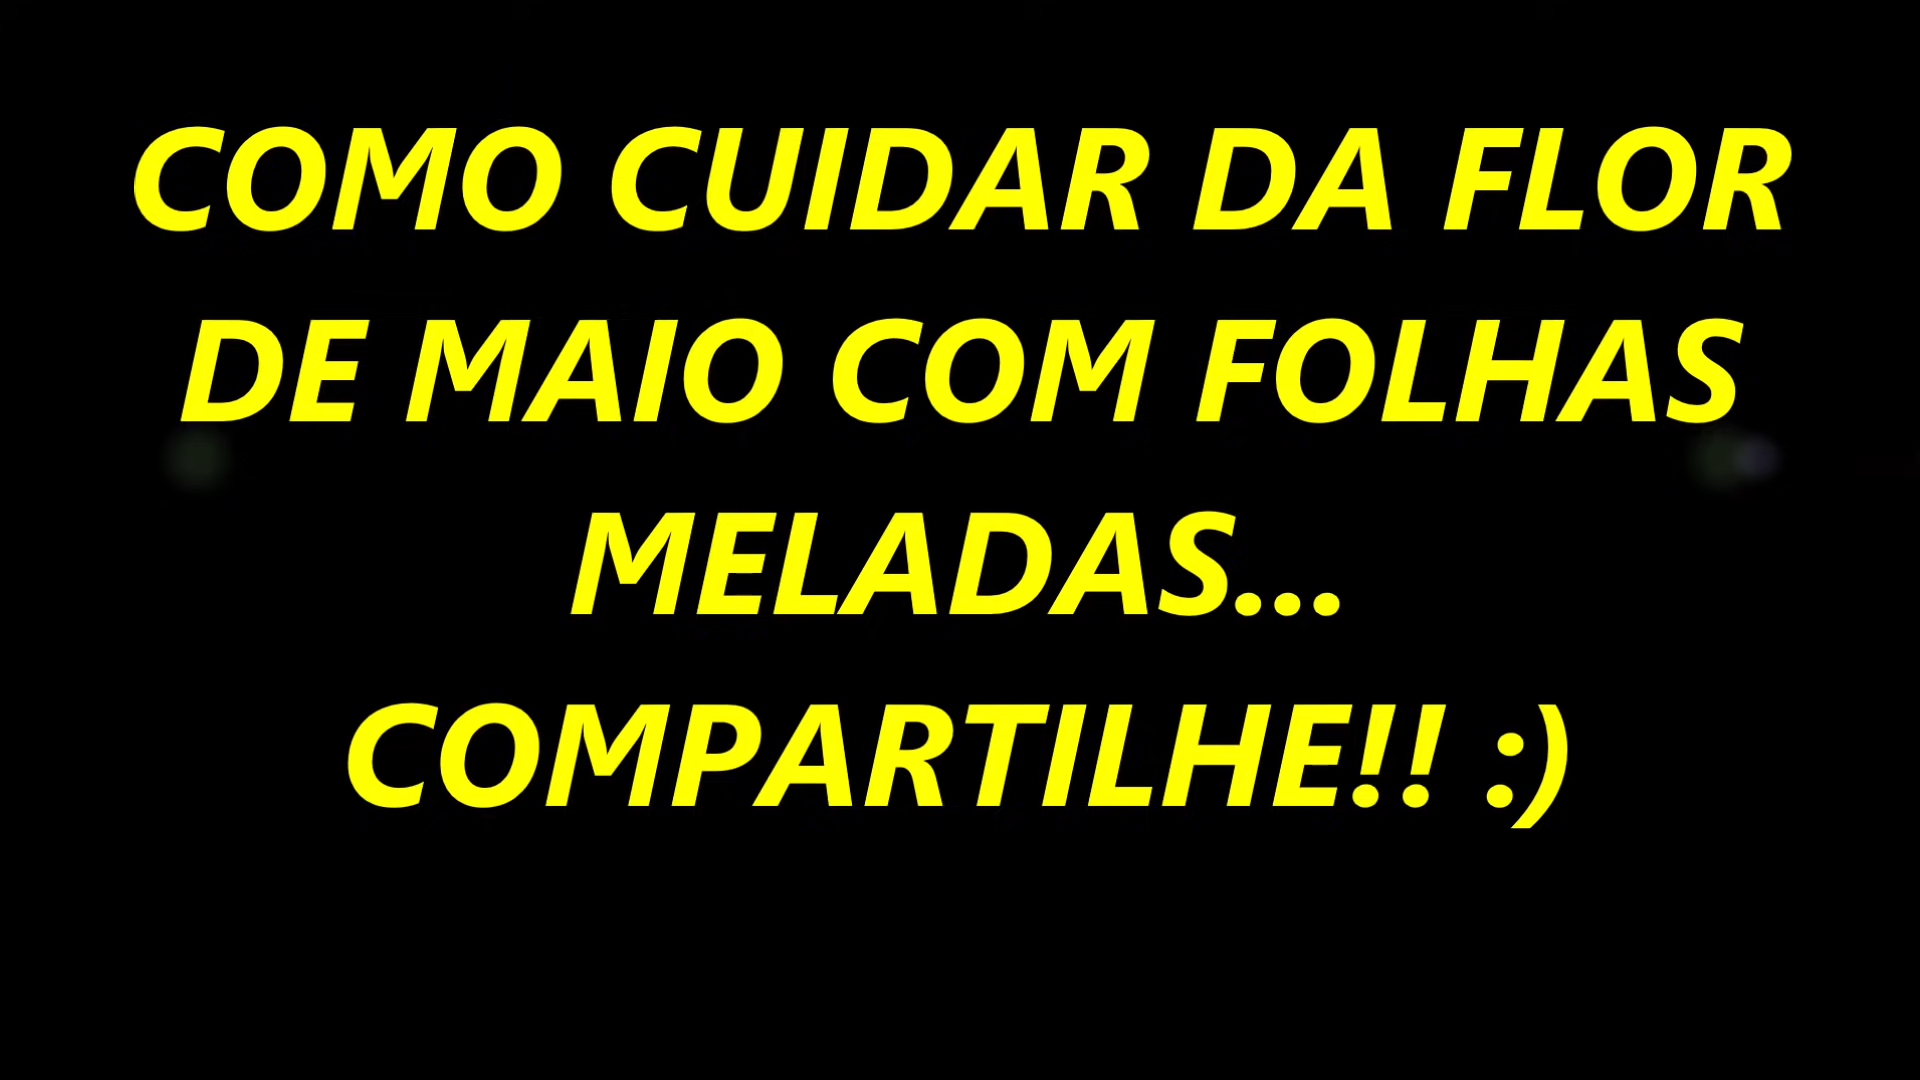 COMO CUIDAR DA FLOR
DE MAIO COM FOLHAS
MELADAS...
COMPARTILHE!! :)